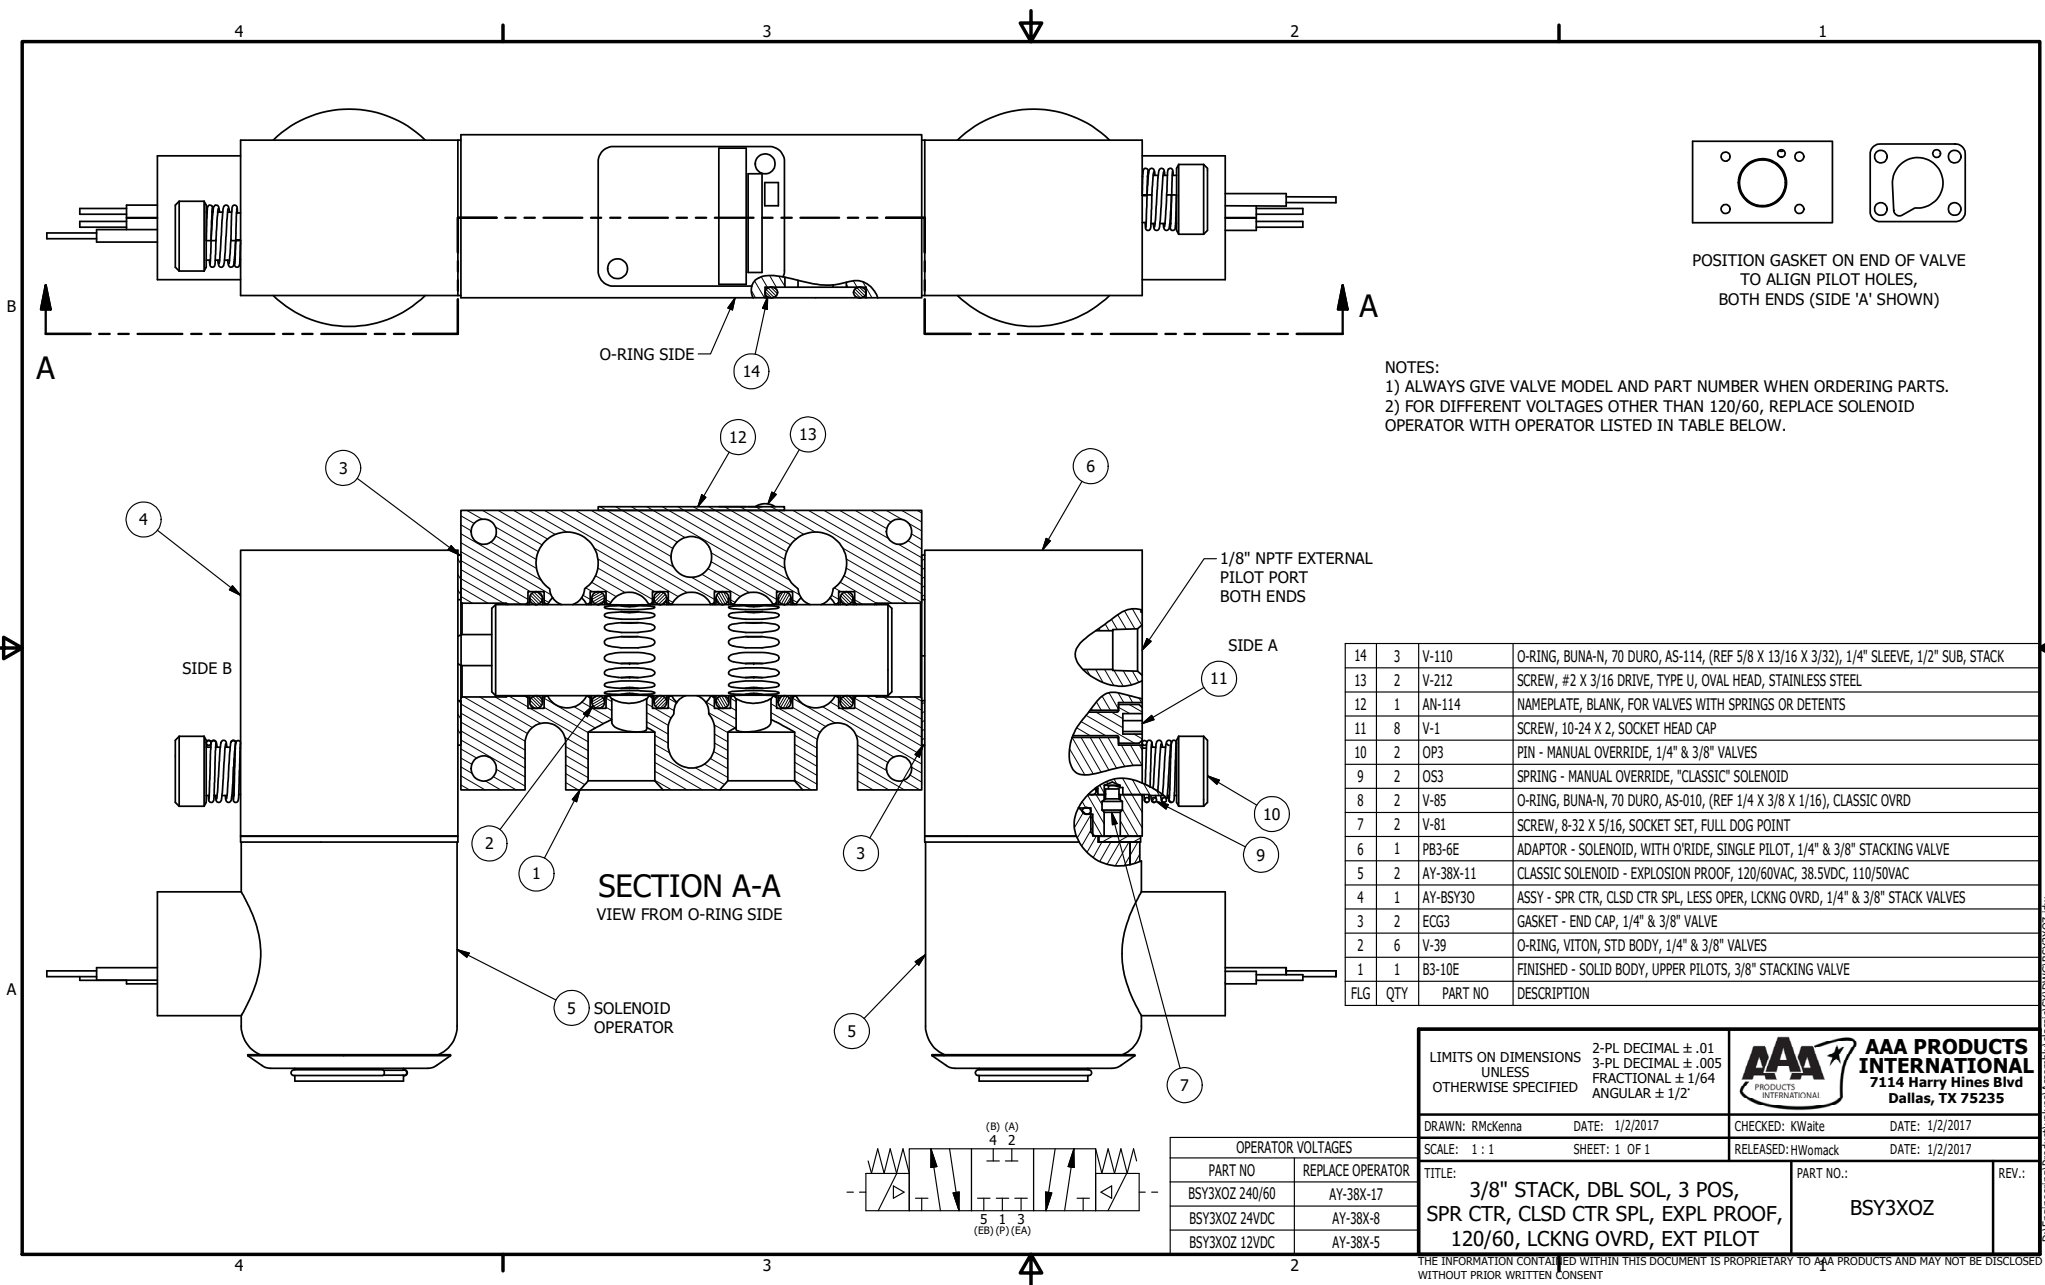 4
3
2
1
B
A
A
A
O-RING SIDE
14
POSITION GASKET ON END OF VALVE
TO ALIGN PILOT HOLES,
BOTH ENDS (SIDE 'A' SHOWN)
NOTES:
1) ALWAYS GIVE VALVE MODEL AND PART NUMBER WHEN ORDERING PARTS.
2) FOR DIFFERENT VOLTAGES OTHER THAN 120/60, REPLACE SOLENOID
OPERATOR WITH OPERATOR LISTED IN TABLE BELOW.
12
13
3
6
4
1/8" NPTF EXTERNAL
PILOT PORT
BOTH ENDS
SIDE A
SIDE B
11
10
9
2
1
3
SECTION A-A
VIEW FROM O-RING SIDE
5
SOLENOID
OPERATOR
5
7
14 3 V-110 O-RING, BUNA-N, 70 DURO, AS-114, (REF 5/8 X 13/16 X 3/32), 1/4" SLEEVE, 1/2" SUB, STACK
13 2 V-212 SCREW, #2 X 3/16 DRIVE, TYPE U, OVAL HEAD, STAINLESS STEEL
12 1 AN-114 NAMEPLATE, BLANK, FOR VALVES WITH SPRINGS OR DETENTS
11 8 V-1 SCREW, 10-24 X 2, SOCKET HEAD CAP
10 2 OP3 PIN - MANUAL OVERRIDE, 1/4" & 3/8" VALVES
9 2 OS3 SPRING - MANUAL OVERRIDE, "CLASSIC" SOLENOID
8 2 V-85 O-RING, BUNA-N, 70 DURO, AS-010, (REF 1/4 X 3/8 X 1/16), CLASSIC OVRD
7 2 V-81 SCREW, 8-32 X 5/16, SOCKET SET, FULL DOG POINT
6 1 PB3-6E ADAPTOR - SOLENOID, WITH O'RIDE, SINGLE PILOT, 1/4" & 3/8" STACKING VALVE
5 2 AY-38X-11 CLASSIC SOLENOID - EXPLOSION PROOF, 120/60VAC, 38.5VDC, 110/50VAC
4 1 AY-BSY3O ASSY - SPR CTR, CLSD CTR SPL, LESS OPER, LCKNG OVRD, 1/4" & 3/8" STACK VALVES
3 2 ECG3 GASKET - END CAP, 1/4" & 3/8" VALVE
2 6 V-39 O-RING, VITON, STD BODY, 1/4" & 3/8" VALVES
1 1 B3-10E FINISHED - SOLID BODY, UPPER PILOTS, 3/8" STACKING VALVE
FLG QTY PART NO DESCRIPTION
(B) (A)
4 2
5 1 3
(EB) (P) (EA)
OPERATOR VOLTAGES
PART NO REPLACE OPERATOR
BSY3XOZ 240/60 AY-38X-17
BSY3XOZ 24VDC AY-38X-8
BSY3XOZ 12VDC AY-38X-5
LIMITS ON DIMENSIONS
UNLESS
OTHERWISE SPECIFIED
2-PL DECIMAL ± .01
3-PL DECIMAL ± .005
FRACTIONAL ± 1/64
ANGULAR ± 1/2°
AAA
PRODUCTS
INTERNATIONAL
AAA PRODUCTS
INTERNATIONAL
7114 Harry Hines Blvd
Dallas, TX 75235
DRAWN: RMcKenna DATE: 1/2/2017 CHECKED: KWaite DATE: 1/2/2017
SCALE: 1 : 1 SHEET: 1 OF 1 RELEASED: HWomack DATE: 1/2/2017
TITLE:
3/8" STACK, DBL SOL, 3 POS,
SPR CTR, CLSD CTR SPL, EXPL PROOF,
120/60, LCKNG OVRD, EXT PILOT
PART NO.:
BSY3XOZ
REV.:
THE INFORMATION CONTAINED WITHIN THIS DOCUMENT IS PROPRIETARY TO AAA PRODUCTS AND MAY NOT BE DISCLOSED
WITHOUT PRIOR WRITTEN CONSENT
4
3
2
1